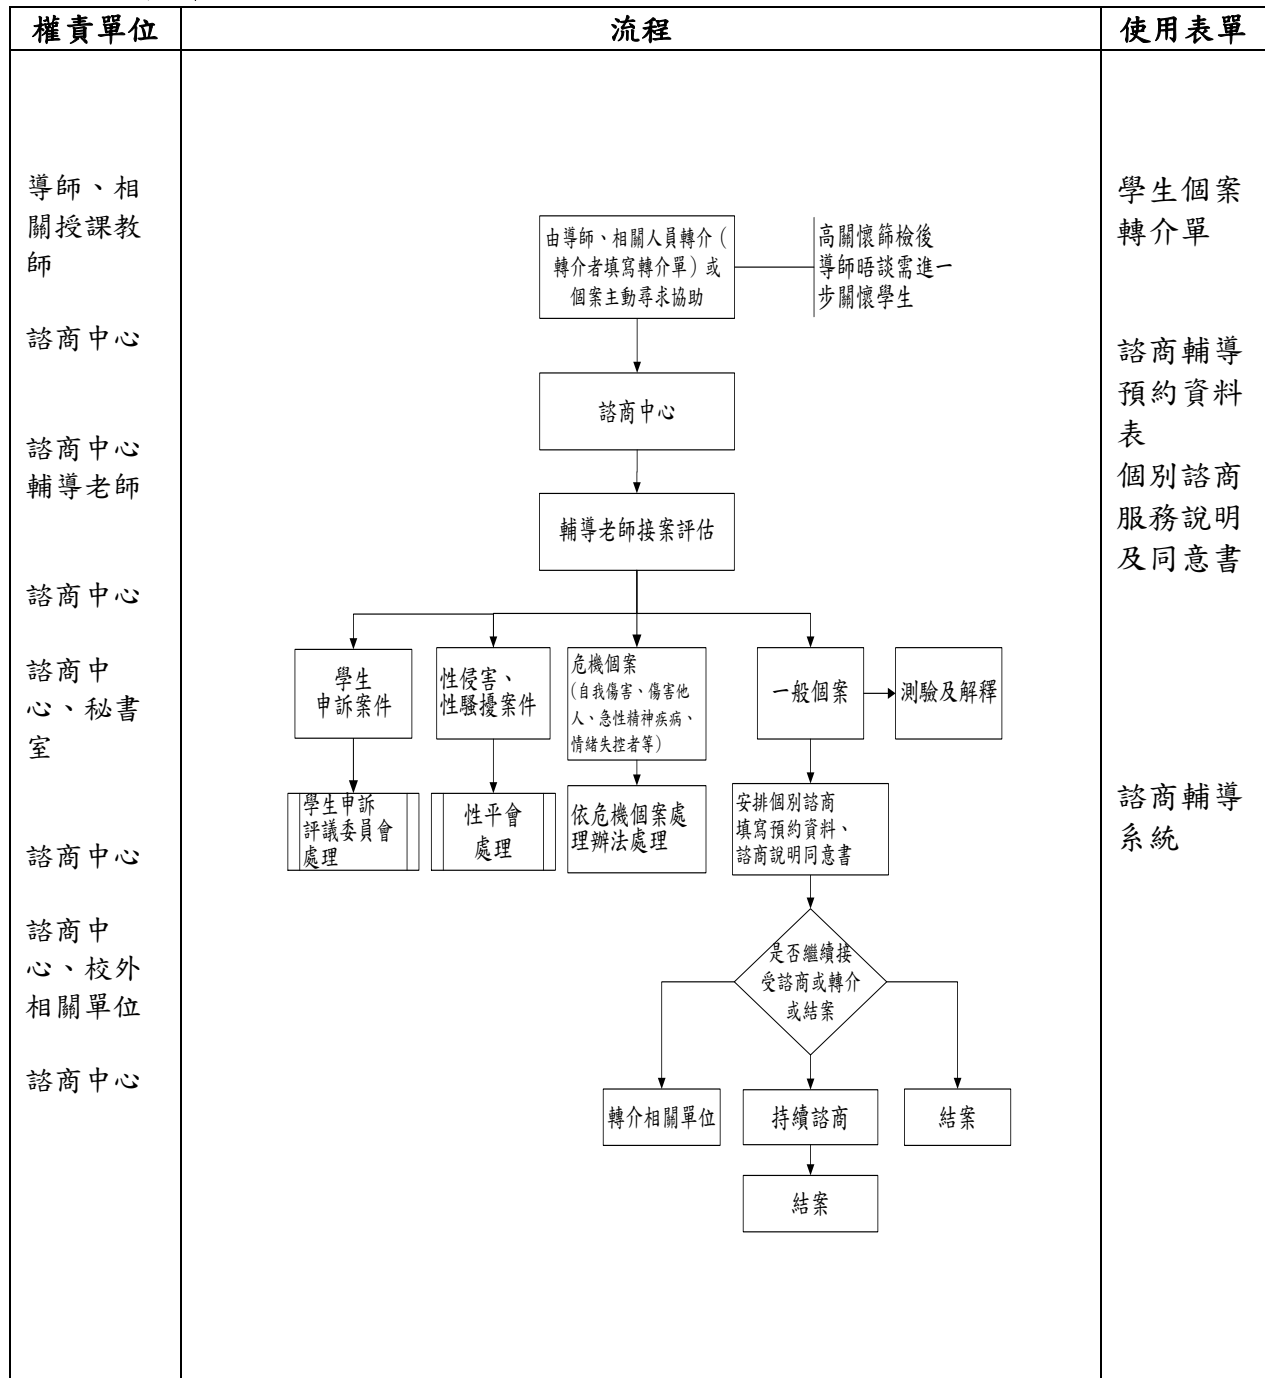 權責單位
流程
使用表單
導師、相
關授課教
師
諮商中心
諮商中心
輔導老師
諮商中心
諮商中
心、秘書
室
諮商中心
諮商中
心、校外
相關單位
諮商中心
由導師、相關人員轉介(
轉介者填寫轉介單)或
個案主動尋求協助
高關懷篩檢後
導師晤談需進一
步關懷學生
諮商中心
輔導老師接案評估
學生
申訴案件
性侵害、
性騷擾案件
危機個案
(自我傷害、傷害他
人、急性精神疾病、
情緒失控者等)
一般個案
測驗及解釋
學生申訴
評議委員會
處理
性平會
處理
依危機個案處
理辦法處理
安排個別諮商
填寫預約資料、
諮商說明同意書
是否繼續接
受諮商或轉介
或結案
轉介相關單位
持續諮商
結案
結案
學生個案
轉介單
諮商輔導
預約資料
表
個別諮商
服務說明
及同意書
諮商輔導
系統